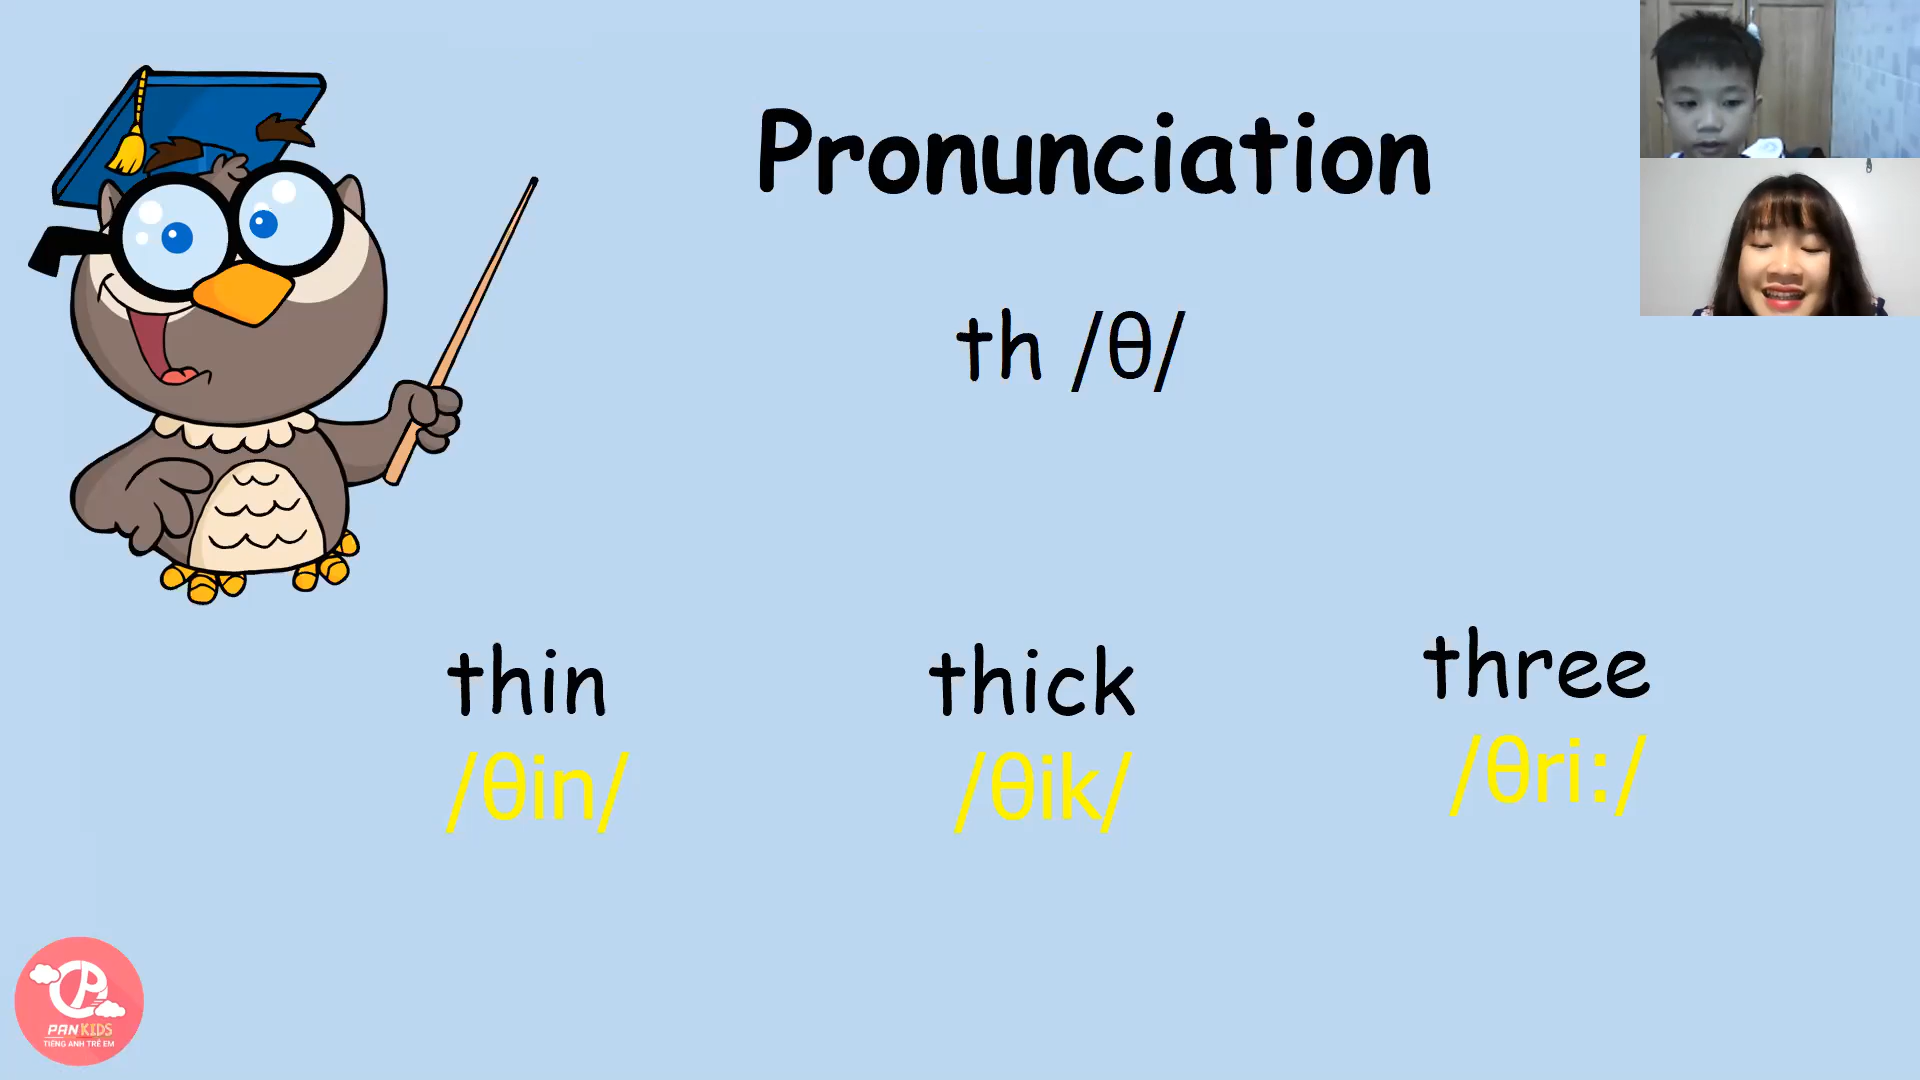 Pronunciation
th /θ/
thin
thick
three
/θin/
/θik/
/θri:/
PAN KIDS
TIẾNG ANH TRẺ EM